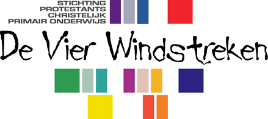 STICHTING
PROTESTANTS
CHRISTELIJK
PRIMAIR ONDERWIJS
De Vier Windstreken